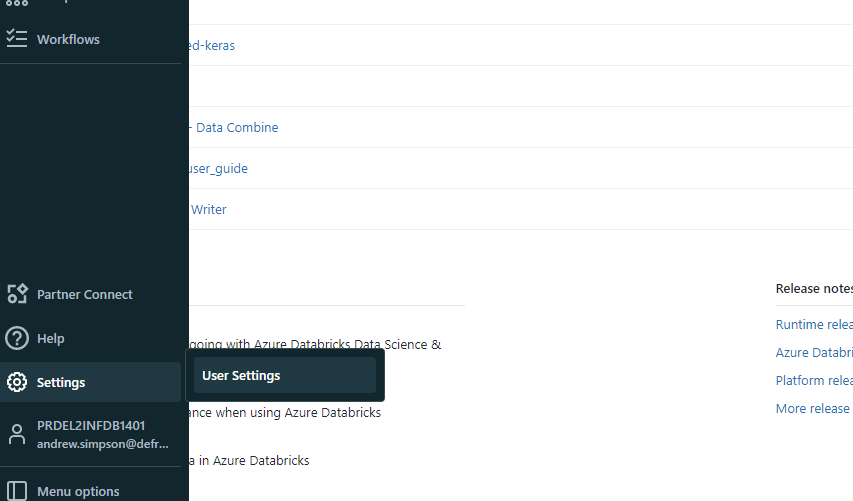 Workflows
ed-keras
- Data Combine
user_guide
Writer
Partner Connect
Release notes
Help
Runtime relea
going with Azure Databricks Data Science &
Azure Databri
User Settings
Settings
Platform relea
More release
ance when using Azure Databricks
PRDEL2INFDB1401
andrew.simpson@defr...
a in Azure Databricks
Menu options